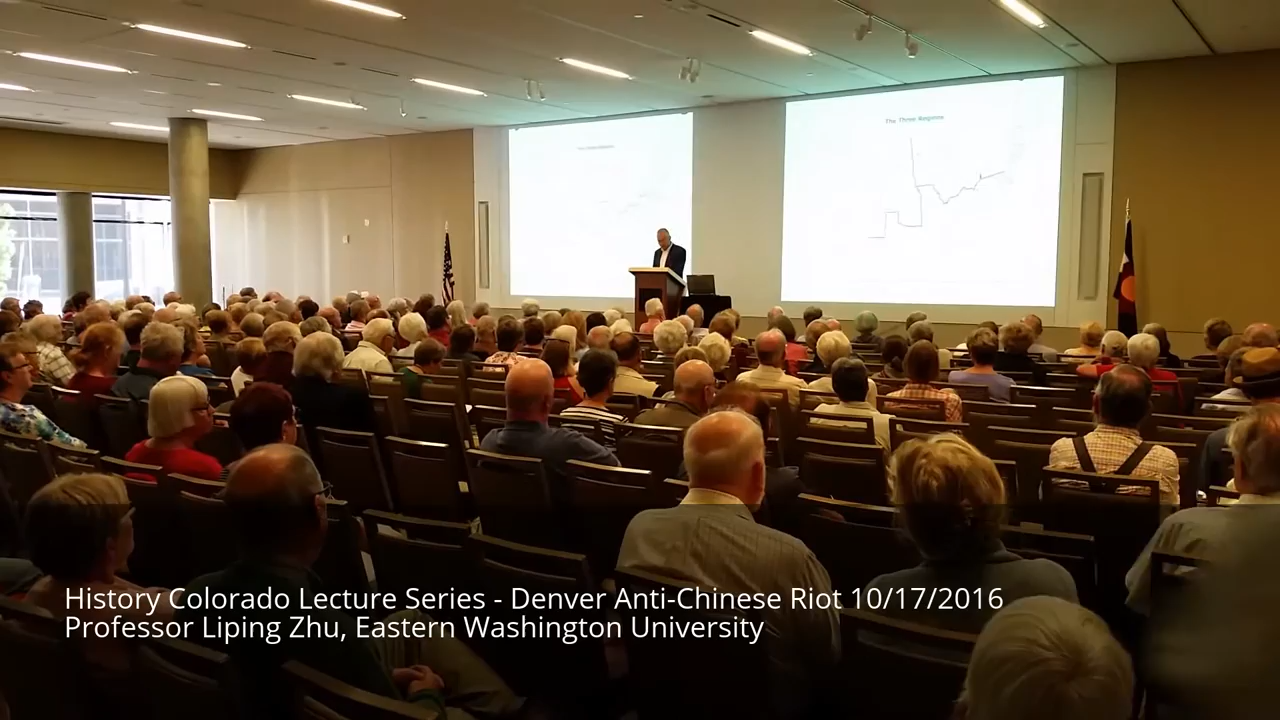 The Three Regions
History Colorado Lecture Series - Denver Anti-Chinese Riot 10/17/2016
Professor Liping Zhu, Eastern Washington University